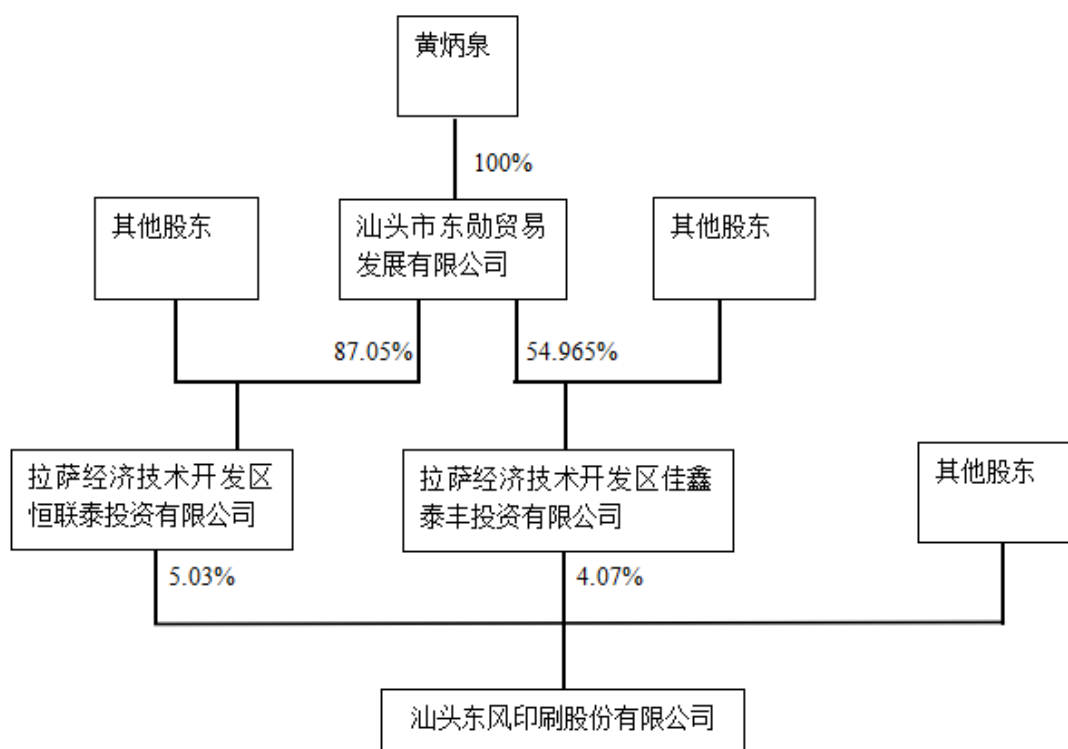 黄炳泉
100%
其他股东
汕头市东勋贸易
发展有限公司
其他股东
87.05%
54.965%
拉萨经济技术开发区
恒联泰投资有限公司
拉萨经济技术开发区佳鑫
泰丰投资有限公司
其他股东
5.03%
4.07%
汕头东风印刷股份有限公司